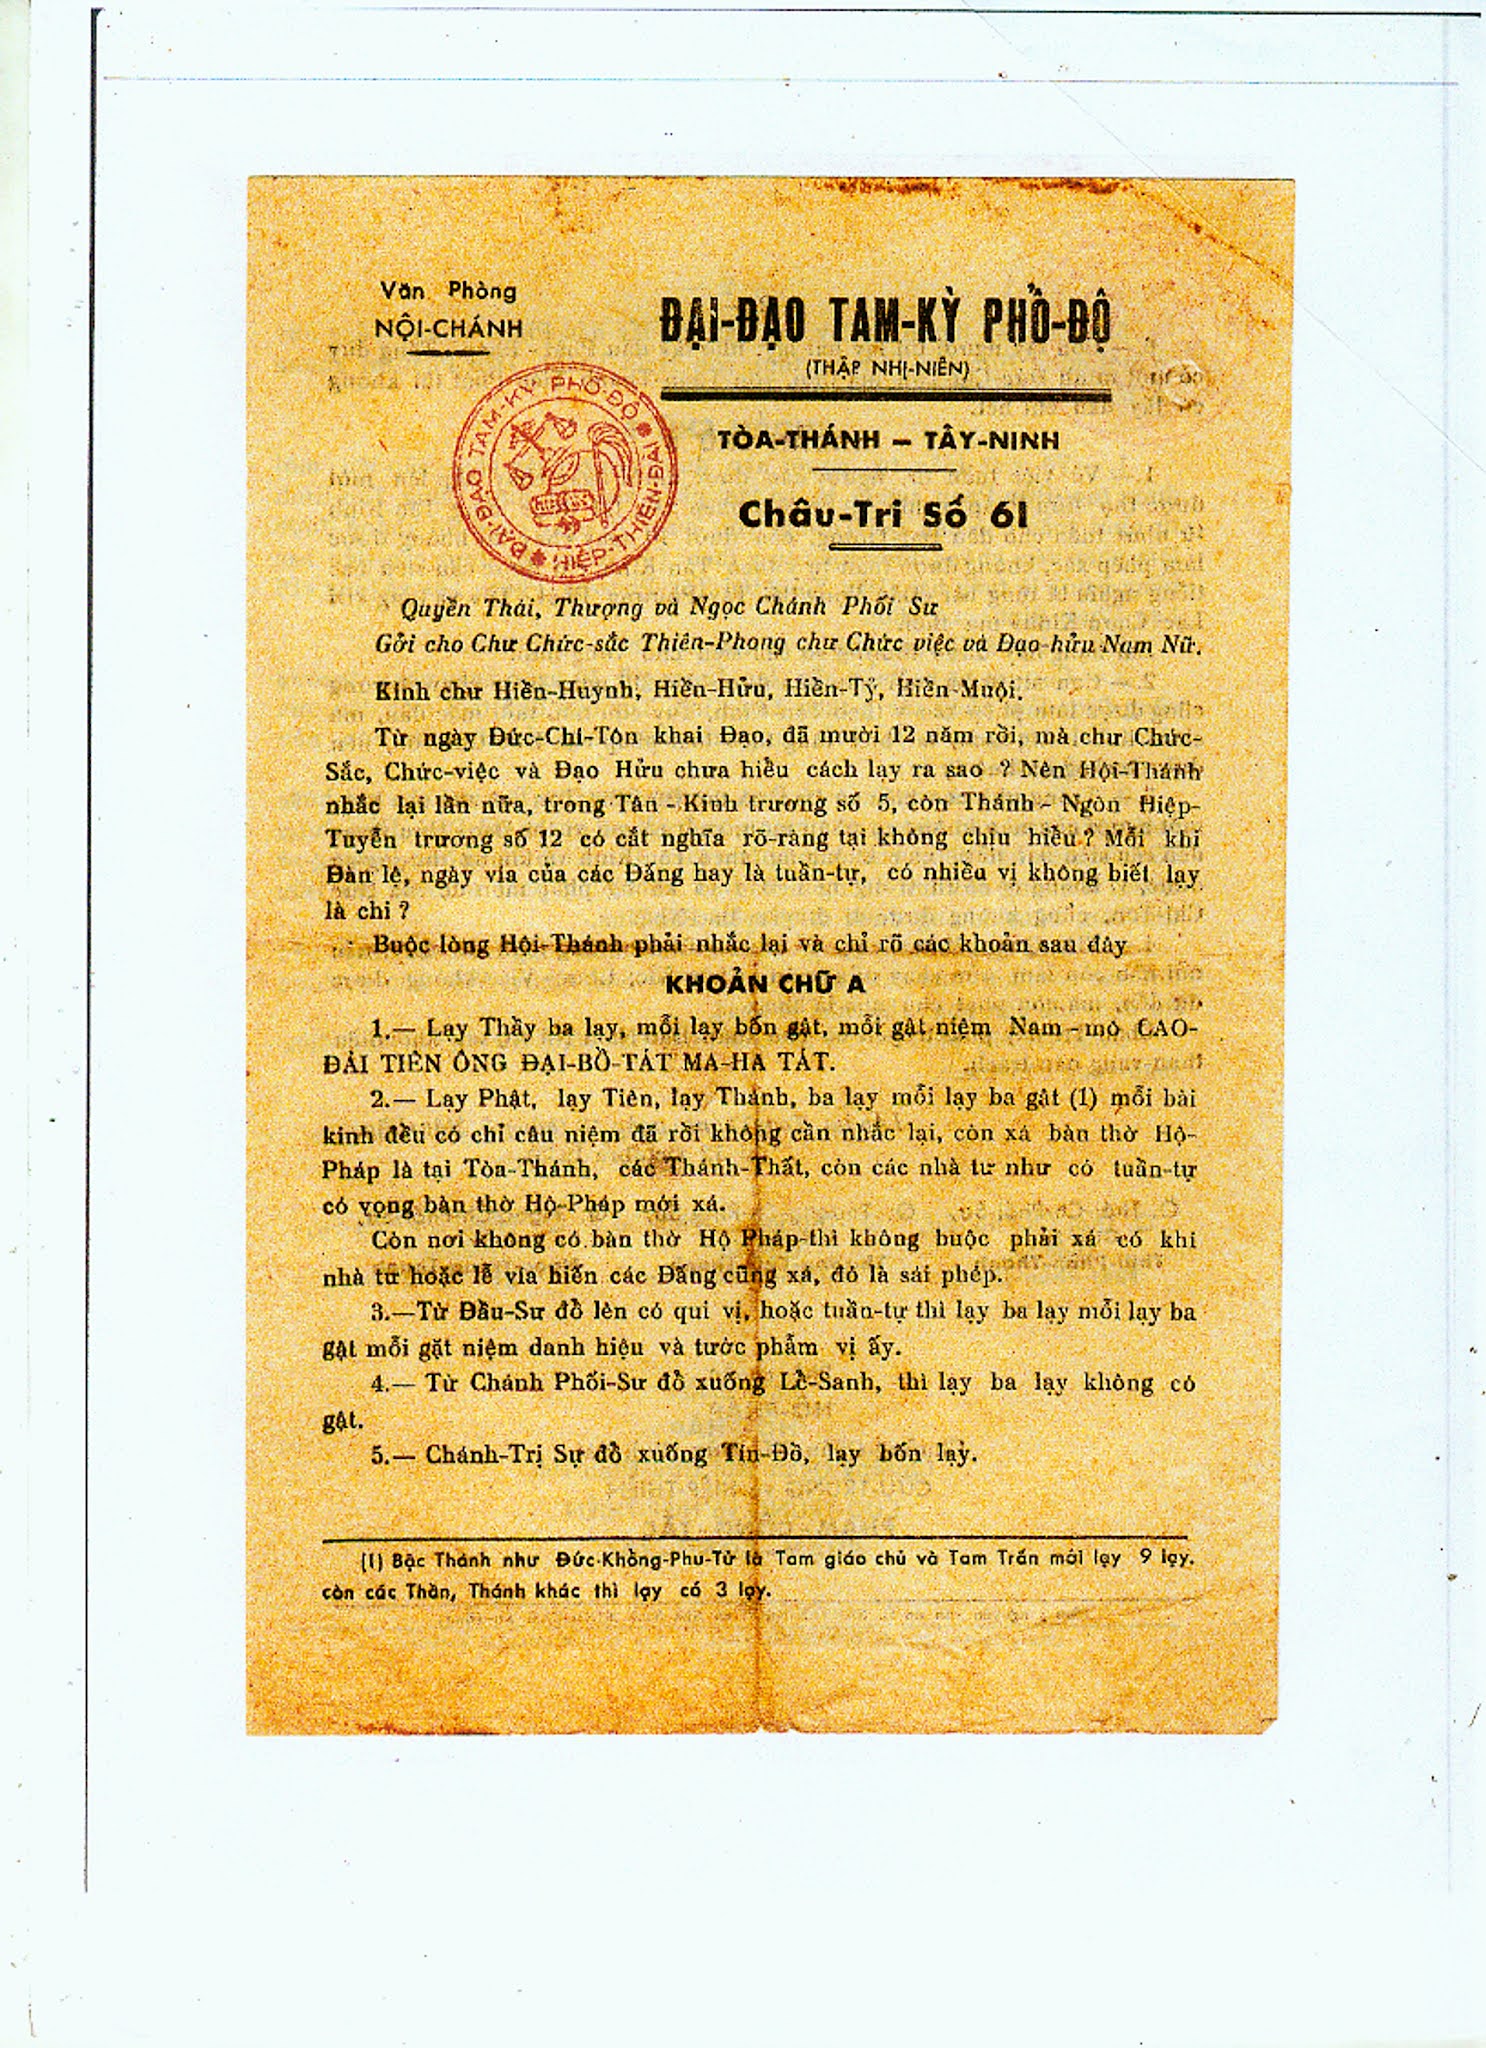 Văn Phòng
NỘI-CHÁNH
ĐẠI-ĐẠO TAM-KỲ PHỔ-ĐỘ
(THẬP NHỊ-NIÊN)
TÒA-THÁNH – TÂY-NINH
Châu-Tri Số 61
ĐẠI-ĐẠO TAM-KỲ PHỔ-ĐỘ
HIỆP-THIÊN-ĐÀI
Quyền Thái, Thượng và Ngọc Chánh Phối Sư
Gởi cho Chư Chức-sắc Thiên-Phong chư Chức việc và Đạo-hữu Nam Nữ.
Kính chư Hiền-Huynh, Hiền-Hữu, Hiền-Tỷ, Hiền-Muội.
Từ ngày Đức-Chí-Tôn khai Đạo, đã mười 12 năm rồi, mà chư Chức-
Sắc, Chức-việc và Đạo Hữu chưa hiểu cách lạy ra sao ? Nên Hội-Thánh
nhắc lại lần nữa, trong Tân - Kinh trương số 5, còn Thánh - Ngôn Hiệp-
Tuyển trương số 12 có cắt nghĩa rõ-ràng tại không chịu hiểu ? Mỗi khi
Đàn lệ, ngày vía của các Đấng hay là tuần-tự, có nhiều vị không biết lạy
là chi ?
Buộc lòng Hội-Thánh phải nhắc lại và chỉ rõ các khoản sau đây
KHOẢN CHỮ A
1.— Lạy Thầy ba lạy, mỗi lạy bốn gật, mỗi gật niệm Nam - mô CAO-
ĐÀI TIÊN ÔNG ĐẠI-BỒ-TÁT MA-HA TÁT.
2.— Lạy Phật, lạy Tiên, lạy Thánh, ba lạy mỗi lạy ba gật (1) mỗi bài
kinh đều có chỉ câu niệm đã rồi không cần nhắc lại, còn xá bàn thờ Hộ-
Pháp là tại Tòa-Thánh, các Thánh-Thất, còn các nhà tư như có tuần-tự
có vọng bàn thờ Hộ-Pháp mới xá.
Còn nơi không có bàn thờ Hộ Pháp thì không buộc phải xá có khi
nhà tư hoặc lễ vía hiến các Đấng cũng xá, đó là sái phép.
3.—Từ Đầu-Sư đổ lên có qui vị, hoặc tuần-tự thì lạy ba lạy mỗi lạy ba
gật mỗi gật niệm danh hiệu và tước phẩm vị ấy.
4.— Từ Chánh Phối-Sư đổ xuống Lễ-Sanh, thì lạy ba lạy không có
gật.
5.— Chánh-Trị Sự đổ xuống Tín-Đồ, lạy bốn lạy.
(1) Bậc Thánh như Đức-Khổng-Phu-Tử là Tam giáo chủ và Tam Trấn mới lạy 9 lạy.
còn các Thần, Thánh khác thì lạy có 3 lạy.